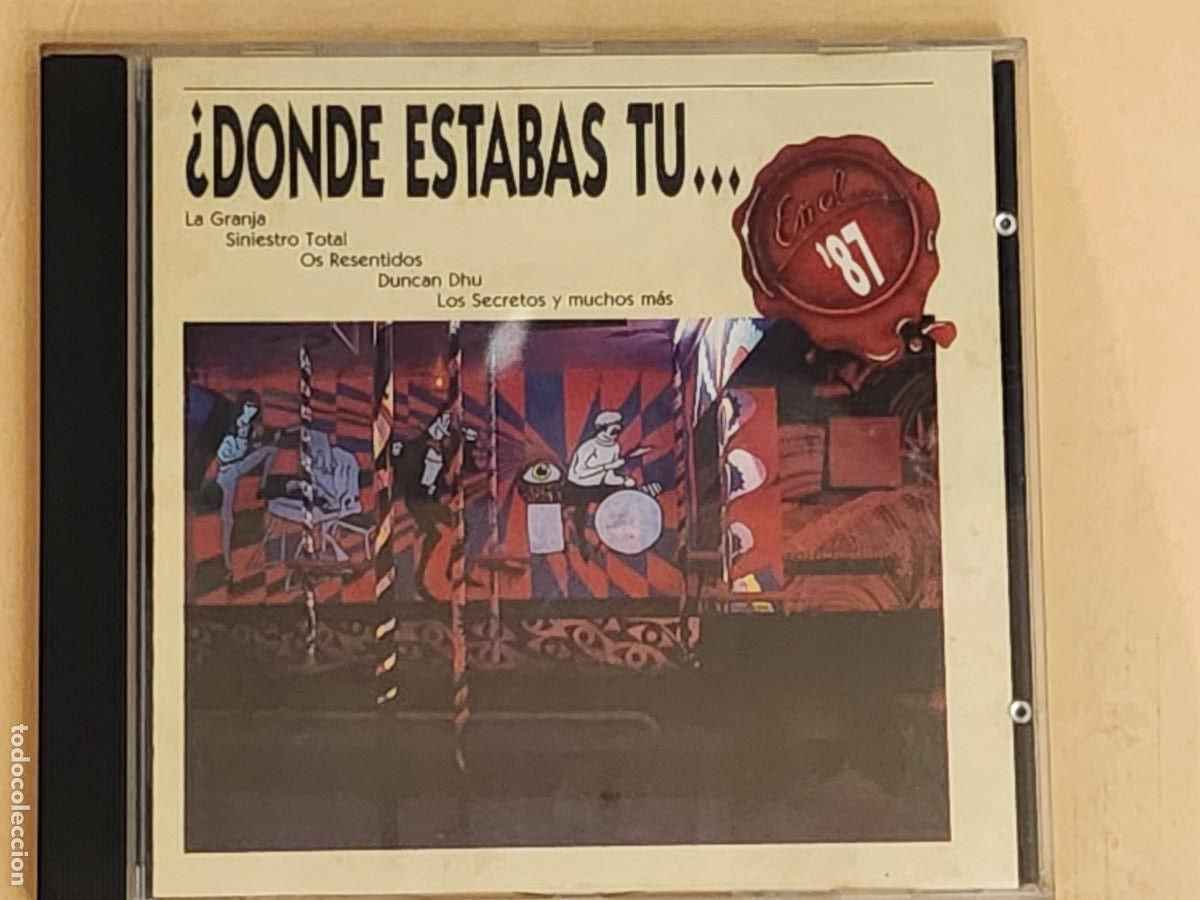 ¿DONDE ESTABAS TU...
En el
'87
La Granja
Siniestro Total
Os Resentidos
Duncan Dhu
Los Secretos y muchos más
todocoleccion